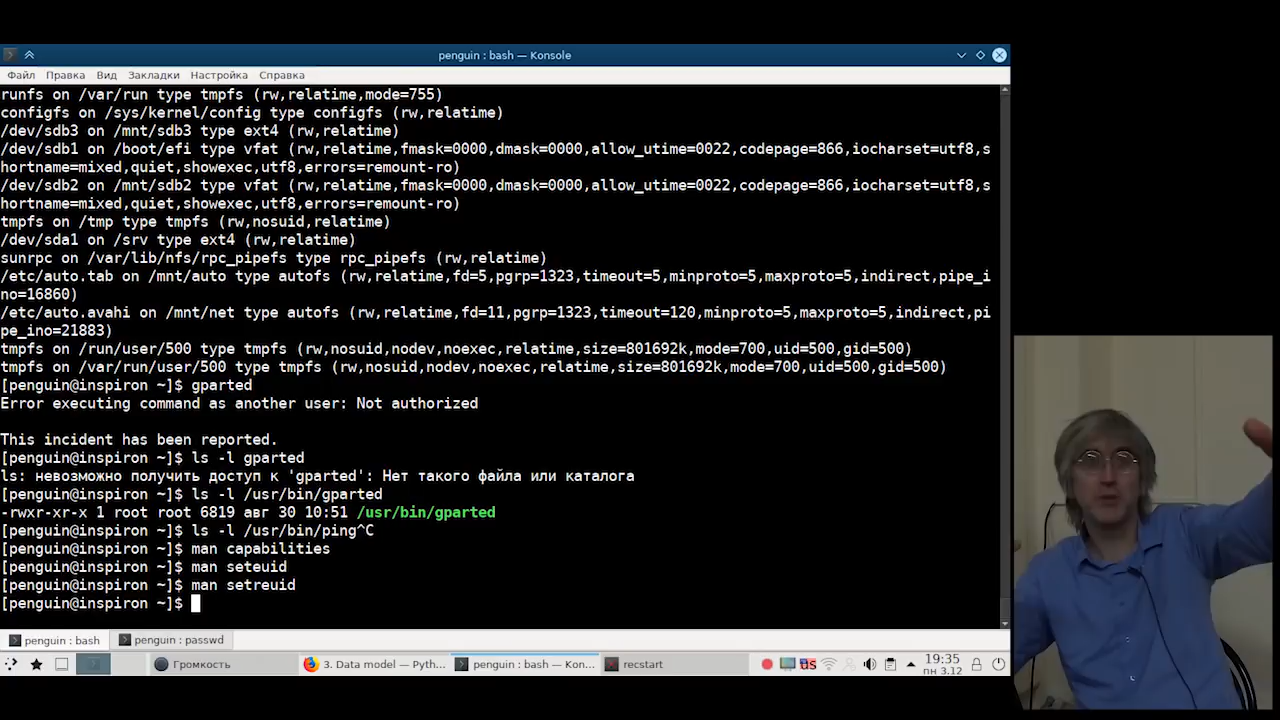 penguin : bash — Konsole
Файл Правка Вид Закладки Настройка Справка
runfs on /var/run type tmpfs (rw,relatime,mode=755)
configfs on /sys/kernel/config type configfs (rw,relatime)
/dev/sdb3 on /mnt/sdb3 type ext4 (rw,relatime)
/dev/sdb1 on /boot/efi type vfat (rw,relatime,fmask=0000,dmask=0000,allow_utime=0022,codepage=866,iocharset=utf8,s
hortname=mixed,quiet,showexec,utf8,errors=remount-ro)
/dev/sdb2 on /mnt/sdb2 type vfat (rw,relatime,fmask=0000,dmask=0000,allow_utime=0022,codepage=866,iocharset=utf8,s
hortname=mixed,quiet,showexec,utf8,errors=remount-ro)
tmpfs on /tmp type tmpfs (rw,nosuid,relatime)
/dev/sda1 on /srv type ext4 (rw,relatime)
sunrpc on /var/lib/nfs/rpc_pipefs type rpc_pipefs (rw,relatime)
/etc/auto.tab on /mnt/auto type autofs (rw,relatime,fd=5,pgrp=1323,timeout=5,minproto=5,maxproto=5,indirect,pipe_i
no=16860)
/etc/auto.avahi on /mnt/net type autofs (rw,relatime,fd=11,pgrp=1323,timeout=120,minproto=5,maxproto=5,indirect,pi
pe_ino=21883)
tmpfs on /run/user/500 type tmpfs (rw,nosuid,nodev,noexec,relatime,size=801692k,mode=700,uid=500,gid=500)
tmpfs on /var/run/user/500 type tmpfs (rw,nosuid,nodev,noexec,relatime,size=801692k,mode=700,uid=500,gid=500)
[penguin@inspiron ~]$ gparted
Error executing command as another user: Not authorized
This incident has been reported.
[penguin@inspiron ~]$ ls -l gparted
ls: невозможно получить доступ к 'gparted': Нет такого файла или каталога
[penguin@inspiron ~]$ ls -l /usr/bin/gparted
-rwxr-xr-x 1 root root 6819 авг 30 10:51 /usr/bin/gparted
[penguin@inspiron ~]$ ls -l /usr/bin/ping^C
[penguin@inspiron ~]$ man capabilities
[penguin@inspiron ~]$ man seteuid
[penguin@inspiron ~]$ man setreuid
[penguin@inspiron ~]$
penguin : bash penguin : passwd
Громкость 3. Data model — Pyth... penguin : bash — Kon... recstart US 19:35
пн 3.12